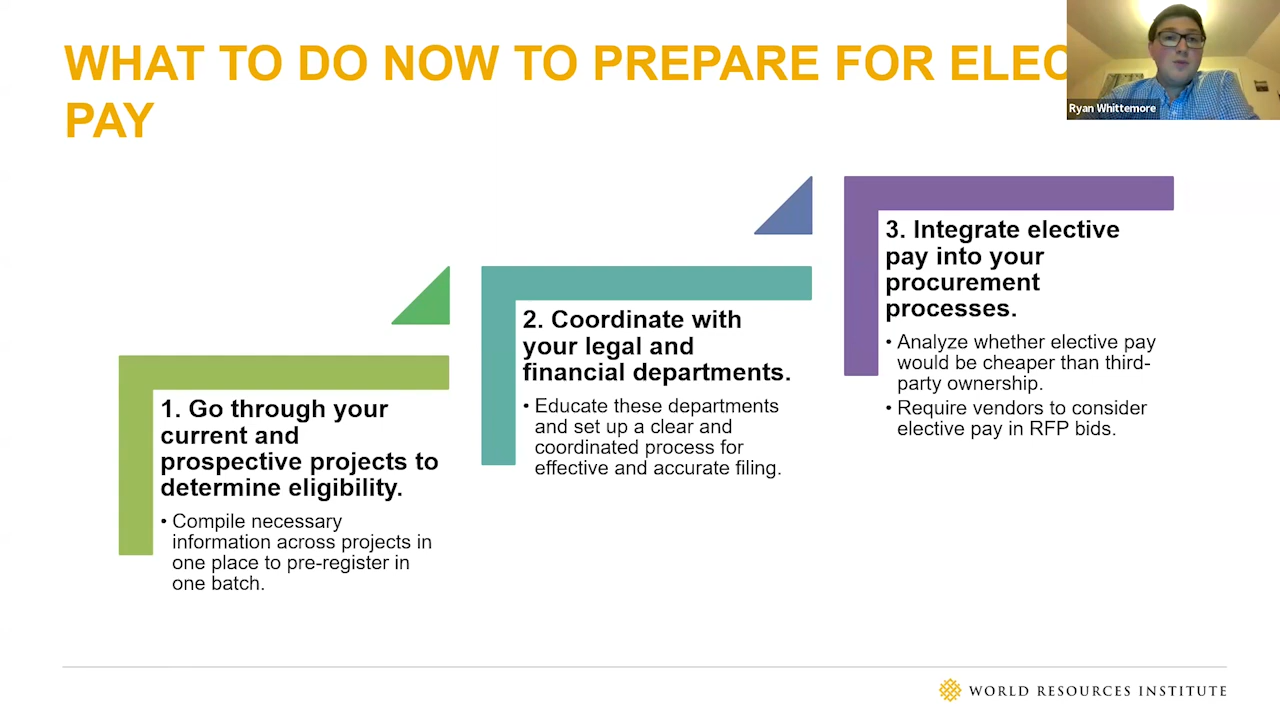 WHAT TO DO NOW TO PREPARE FOR ELEC
PAY
Ryan Whittemore
1. Go through your
current and
prospective projects to
determine eligibility.
• Compile necessary
information across projects in
one place to pre-register in
one batch.
2. Coordinate with
your legal and
financial departments.
• Educate these departments
and set up a clear and
coordinated process for
effective and accurate filing.
3. Integrate elective
pay into your
procurement
processes.
• Analyze whether elective pay
would be cheaper than third-
party ownership.
• Require vendors to consider
elective pay in RFP bids.
WORLD RESOURCES INSTITUTE